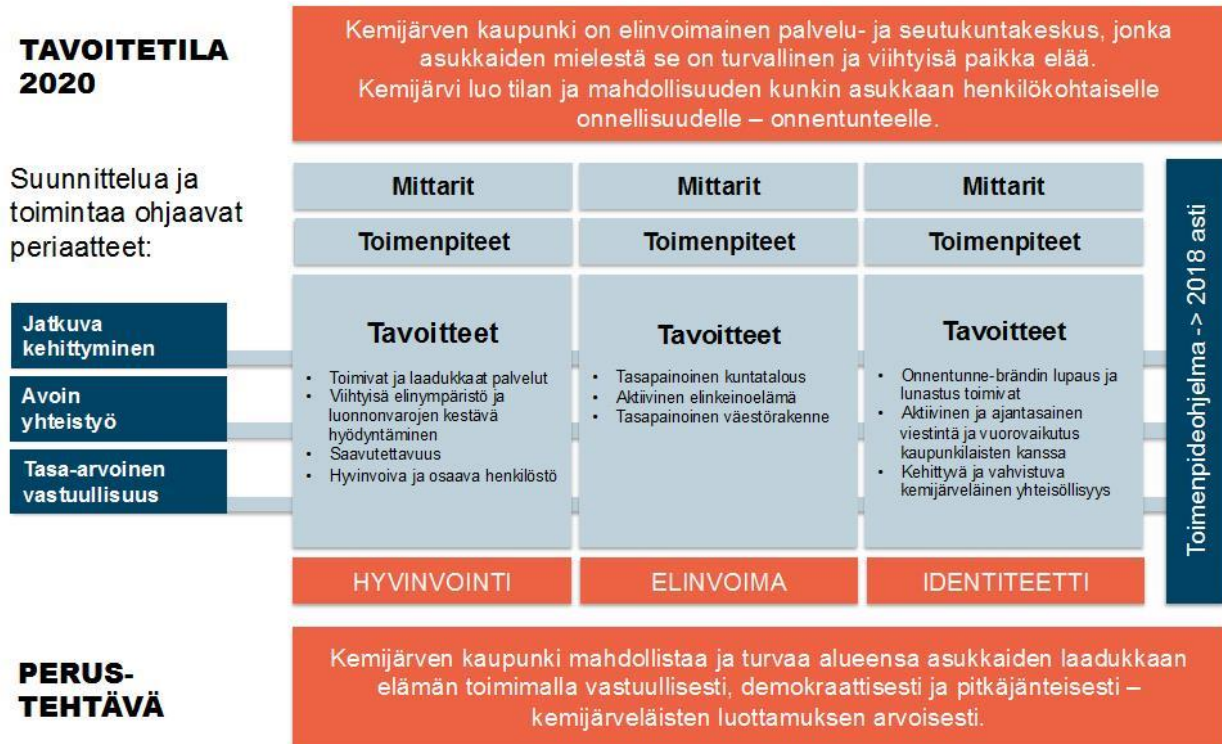 TAVOITETILA
2020
Kemijärven kaupunki on elinvoimainen palvelu- ja seutukuntakeskus, jonka
asukkaiden mielestä se on turvallinen ja viihtyisä paikka elää.
Kemijärvi luo tilan ja mahdollisuuden kunkin asukkaan henkilökohtaiselle
onnellisuudelle – onnentunteelle.
Suunnittelua ja
toimintaa ohjaavat
periaatteet:
Jatkuva
kehittyminen
Avoin
yhteistyö
Tasa-arvoinen
vastuullisuus
Mittarit
Toimenpiteet
Tavoitteet
• Toimivat ja laadukkaat palvelut
• Viihtyisä elinympäristö ja
luonnonvarojen kestävä
hyödyntäminen
• Saavutettavuus
• Hyvinvoiva ja osaava henkilöstö
HYVINVOINTI
Mittarit
Toimenpiteet
Tavoitteet
• Tasapainoinen kuntatalous
• Aktiivinen elinkeinoelämä
• Tasapainoinen väestörakenne
ELINVOIMA
Mittarit
Toimenpiteet
Tavoitteet
• Onnentunne-brändin lupaus ja
lunastus toimivat
• Aktiivinen ja ajantasainen
viestintä ja vuorovaikutus
kaupunkilaisten kanssa
• Kehittyvä ja vahvistuva
kemijärveläinen yhteisöllisyys
IDENTITEETTI
Toimenpideohjelma -> 2018 asti
PERUS-
TEHTÄVÄ
Kemijärven kaupunki mahdollistaa ja turvaa alueensa asukkaiden laadukkaan
elämän toimimalla vastuullisesti, demokraattisesti ja pitkäjänteisesti –
kemijärveläisten luottamuksen arvoisesti.